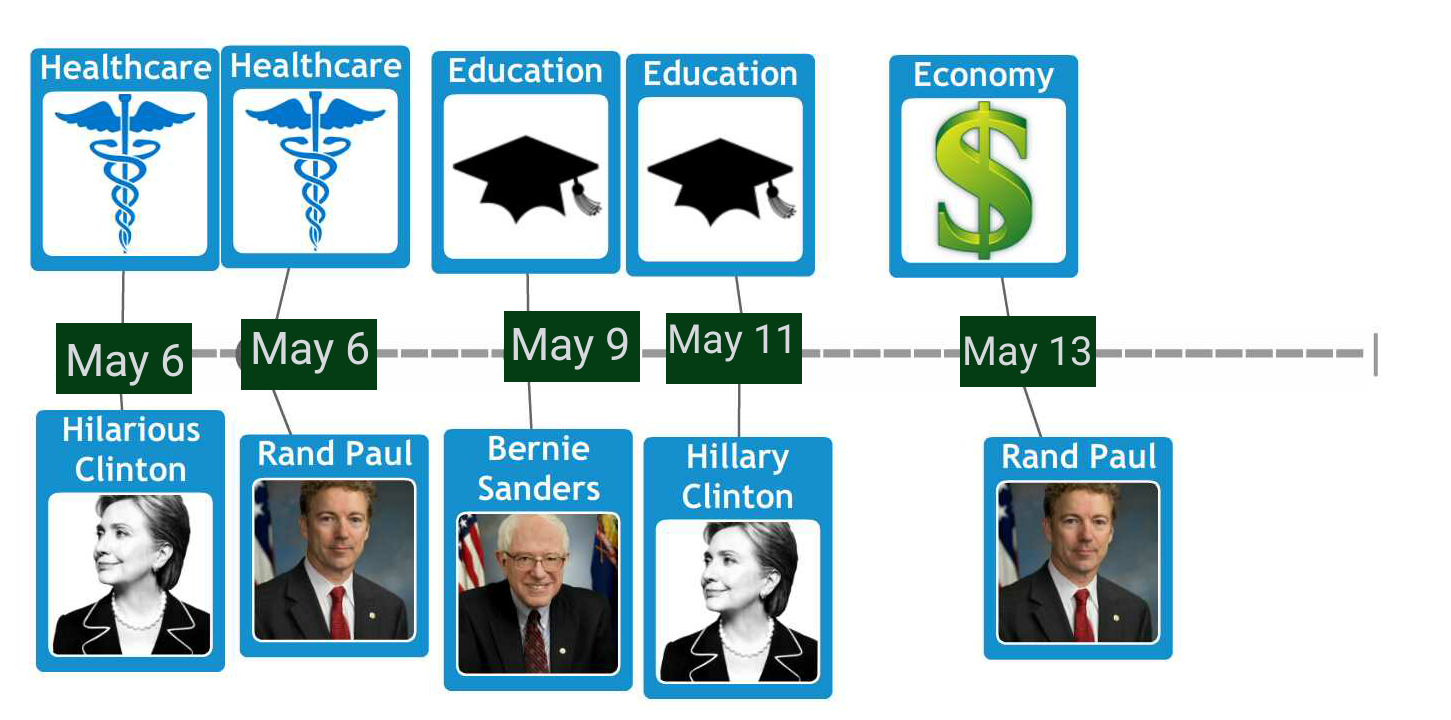 Healthcare
Healthcare
Education
Education
Economy
May 6
May 6
May 9
May 11
May 13
Hilarious
Clinton
Rand Paul
Bernie
Sanders
Hillary
Clinton
Rand Paul